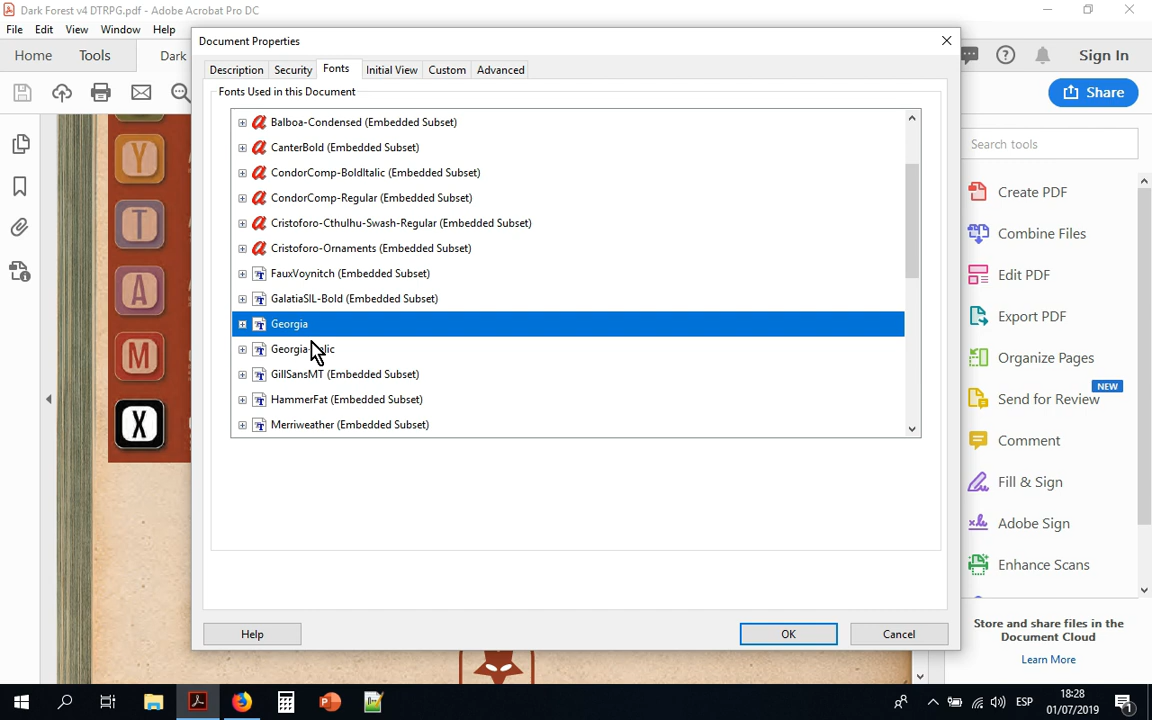 Dark Forest v4 DTRPG.pdf - Adobe Acrobat Pro DC
File Edit View Window Help
Home Tools Dark
Sign In
Share
Document Properties
Description Security Fonts Initial View Custom Advanced
Fonts Used in this Document
Balboa-Condensed (Embedded Subset)
CanterBold (Embedded Subset)
CondorComp-BoldItalic (Embedded Subset)
CondorComp-Regular (Embedded Subset)
Cristoforo-Cthulhu-Swash-Regular (Embedded Subset)
Cristoforo-Ornaments (Embedded Subset)
FauxVoynitch (Embedded Subset)
GalatiaSIL-Bold (Embedded Subset)
Georgia
Georgia-Italic
GillSansMT (Embedded Subset)
HammerFat (Embedded Subset)
Merriweather (Embedded Subset)
Help OK Cancel
Y
T
A
M
X
Search tools
Create PDF
Combine Files
Edit PDF
Export PDF
Organize Pages
NEW
Send for Review
Comment
Fill & Sign
Adobe Sign
Enhance Scans
Store and share files in the
Document Cloud
Learn More
ESP
18:28
01/07/2019
1